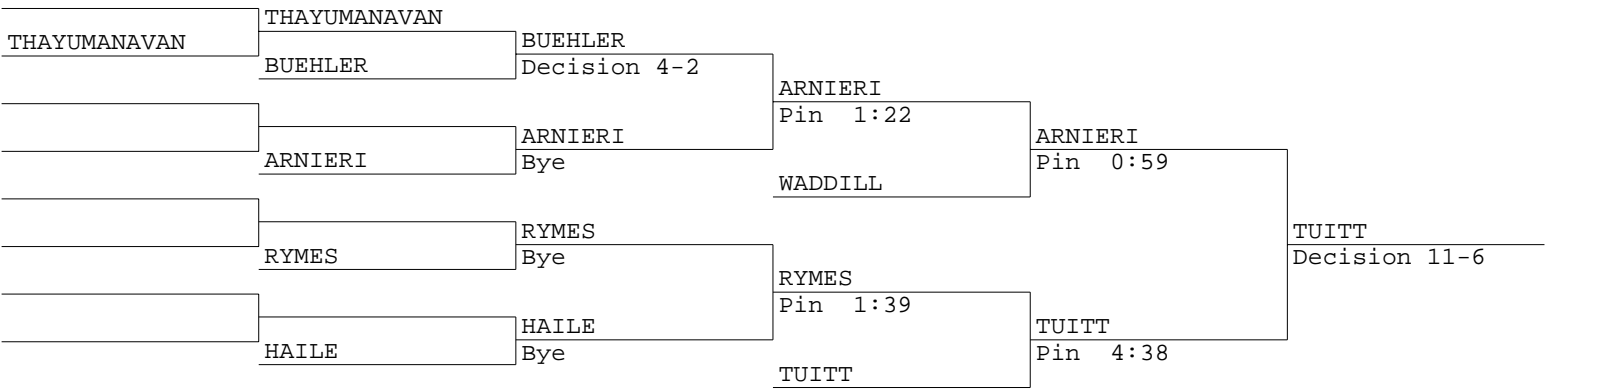 THAYUMANAVAN
THAYUMANAVAN
BUEHLER
BUEHLER
Decision 4-2
ARNIERI
Pin 1:22
ARNIERI
ARNIERI
Bye
ARNIERI
Pin 0:59
WADDILL
RYMES
RYMES
Bye
TUITT
Decision 11-6
RYMES
Pin 1:39
HAILE
HAILE
Bye
TUITT
Pin 4:38
TUITT